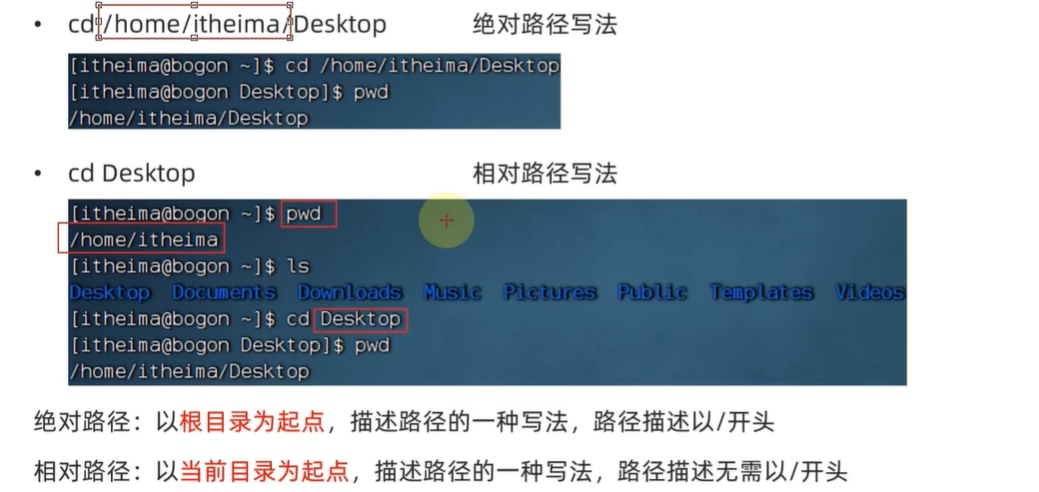 • cd /home/itheima/Desktop 绝对路径写法
[itheima@bogon ~]$ cd /home/itheima/Desktop
[itheima@bogon Desktop]$ pwd
/home/itheima/Desktop
• cd Desktop 相对路径写法
[itheima@bogon ~]$ pwd
/home/itheima
[itheima@bogon ~]$ ls
Desktop Documents Downloads Music Pictures Public Templates Videos
[itheima@bogon ~]$ cd Desktop
[itheima@bogon Desktop]$ pwd
/home/itheima/Desktop
绝对路径：以根目录为起点，描述路径的一种写法，路径描述以/开头
相对路径：以当前目录为起点，描述路径的一种写法，路径描述无需以/开头